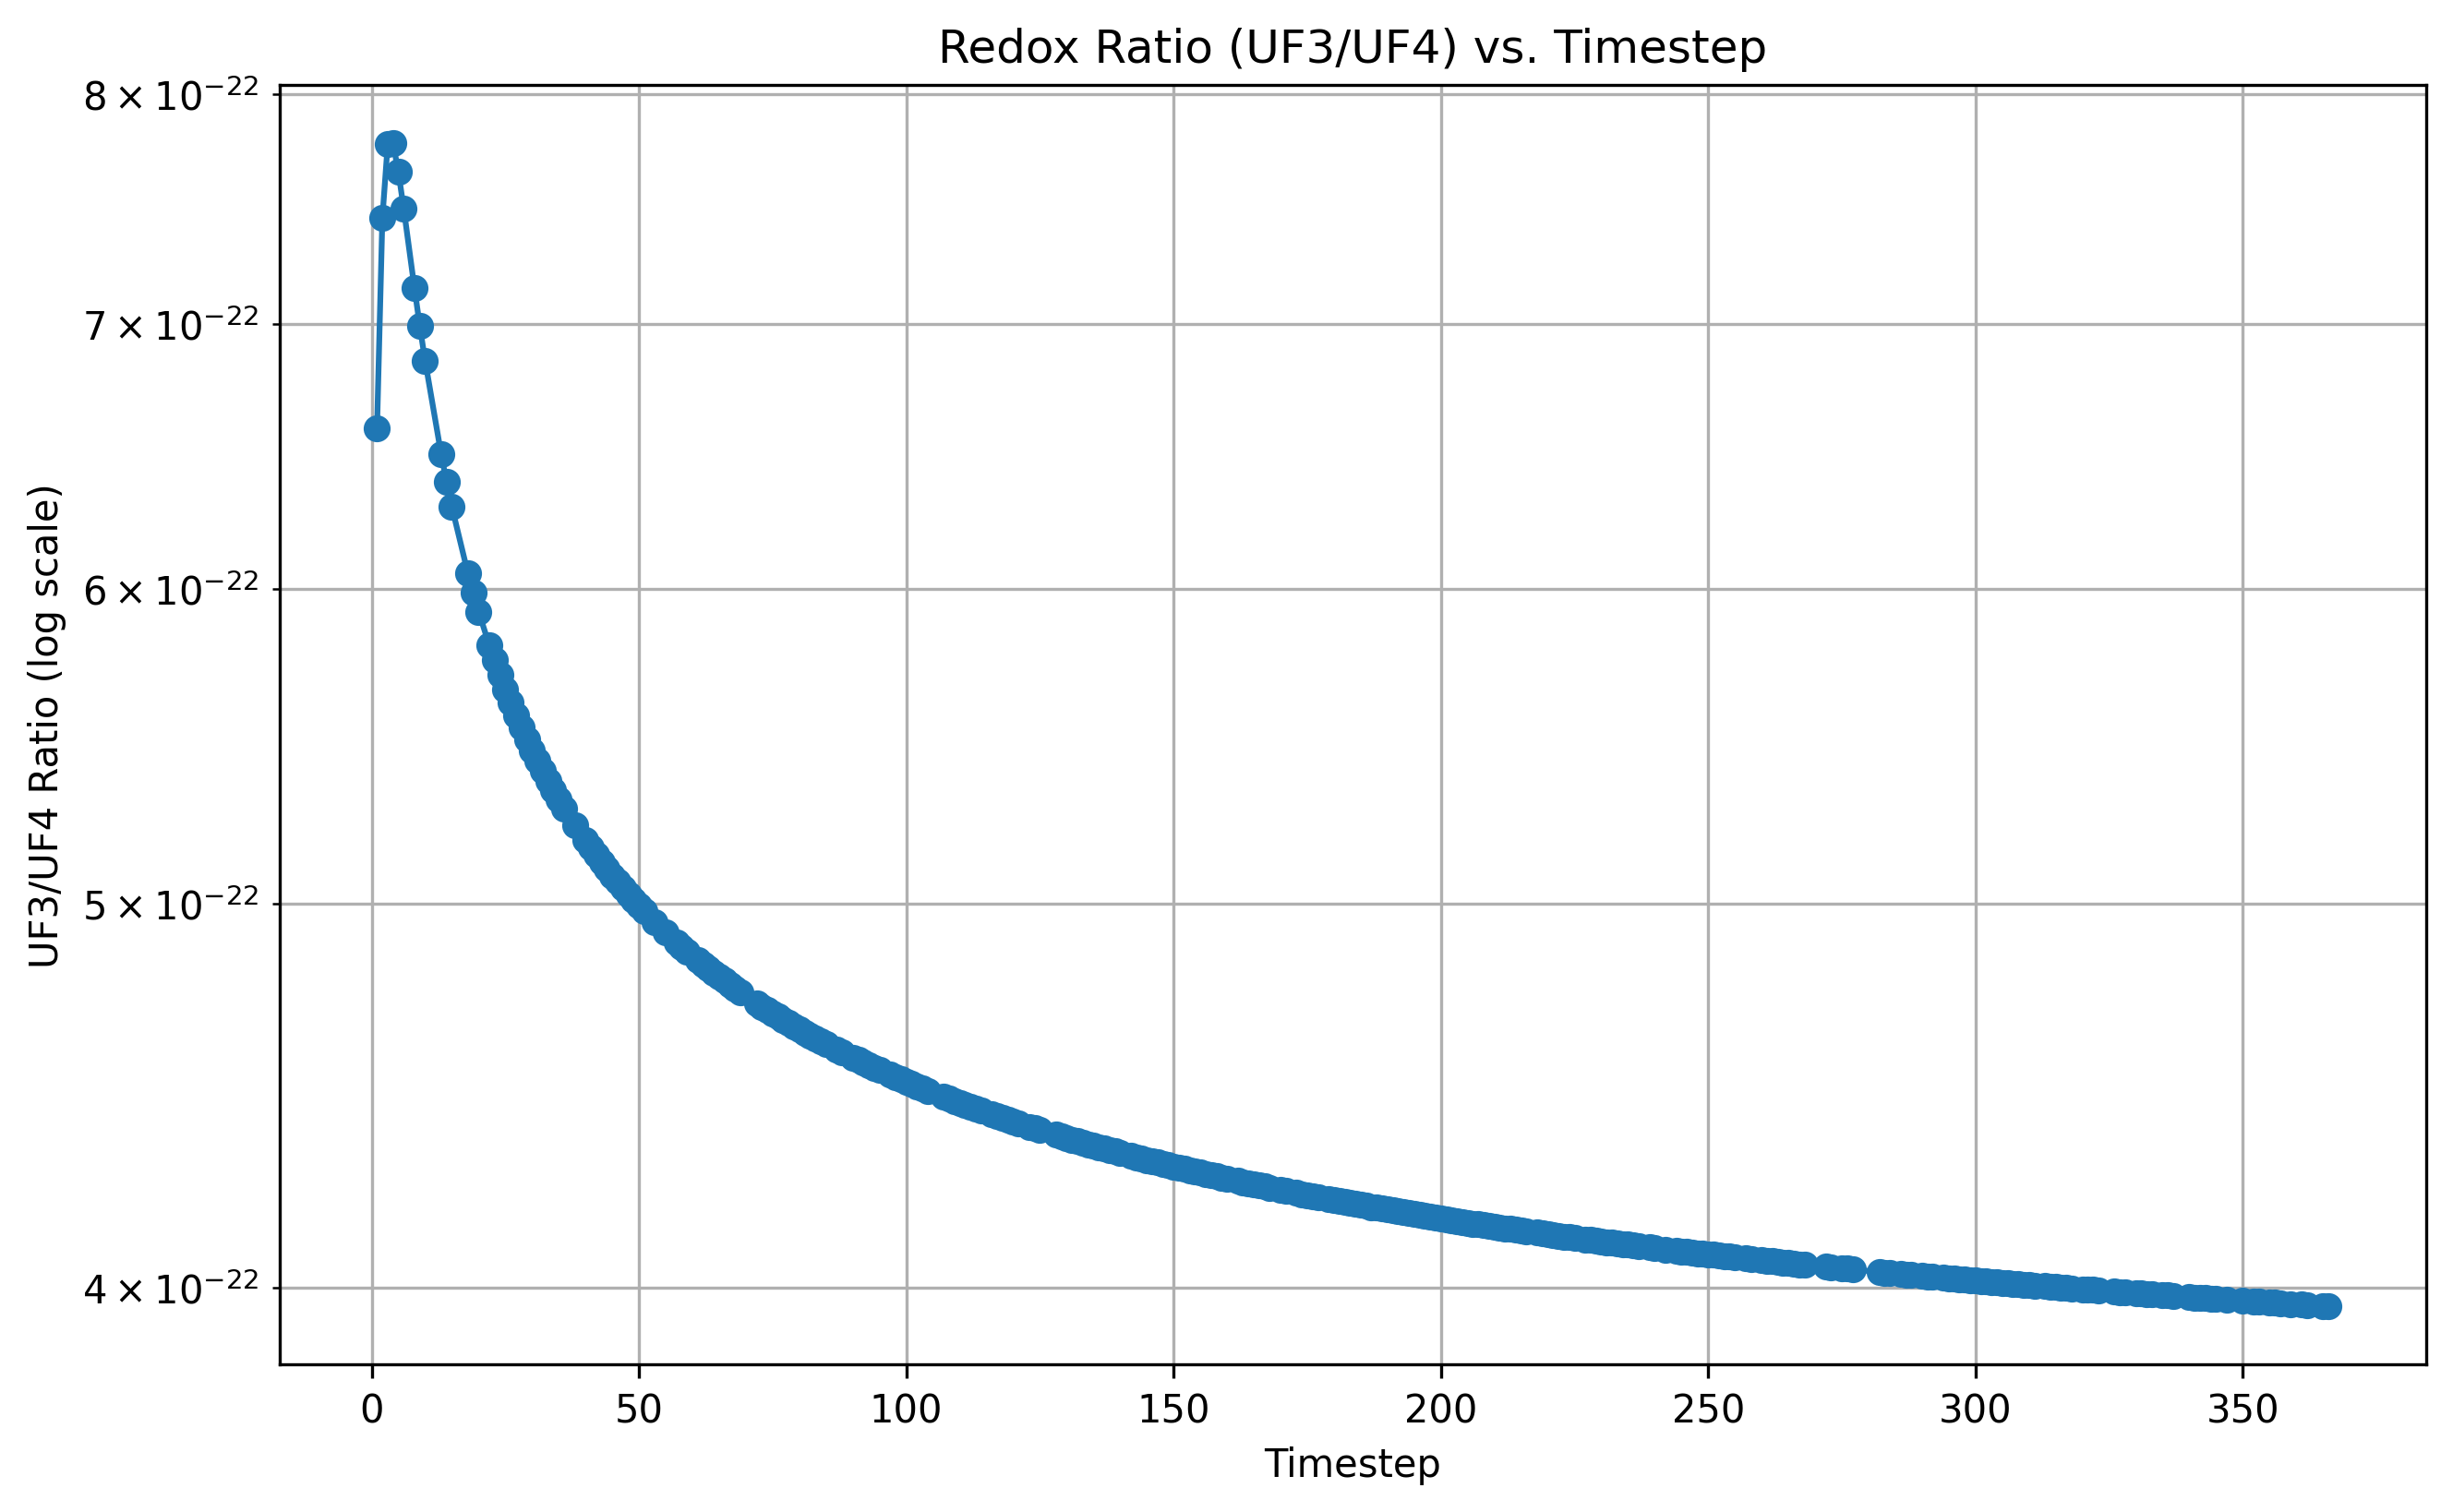 Redox Ratio (UF3/UF4) vs. Timestep
UF3/UF4 Ratio (log scale)
8 × 10⁻²²
7 × 10⁻²²
6 × 10⁻²²
5 × 10⁻²²
4 × 10⁻²²
0 50 100 150 200 250 300 350
Timestep